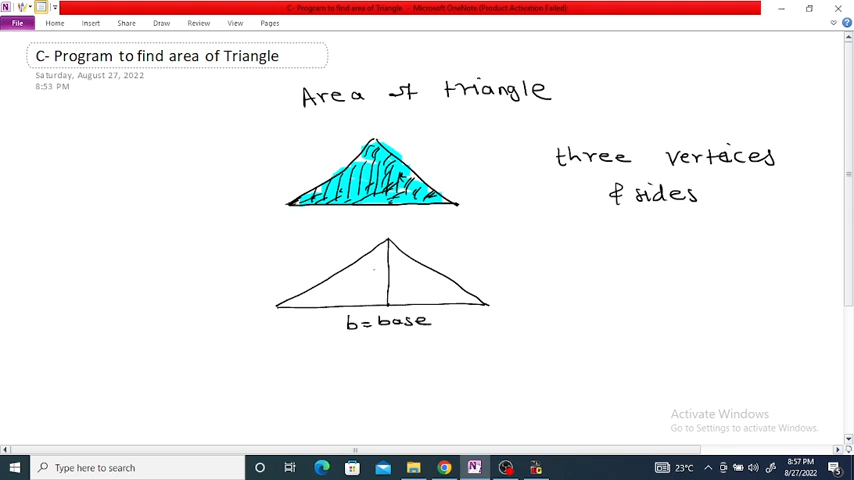 C- Program to find area of Triangle - Microsoft OneNote (Product Activation Failed)
File Home Insert Share Draw Review View Pages
C- Program to find area of Triangle
Saturday, August 27, 2022
8:53 PM
Area of triangle
three vertices
& sides
b = base
Activate Windows
Go to Settings to activate Windows.
Type here to search
23°C
8:57 PM
8/27/2022
5